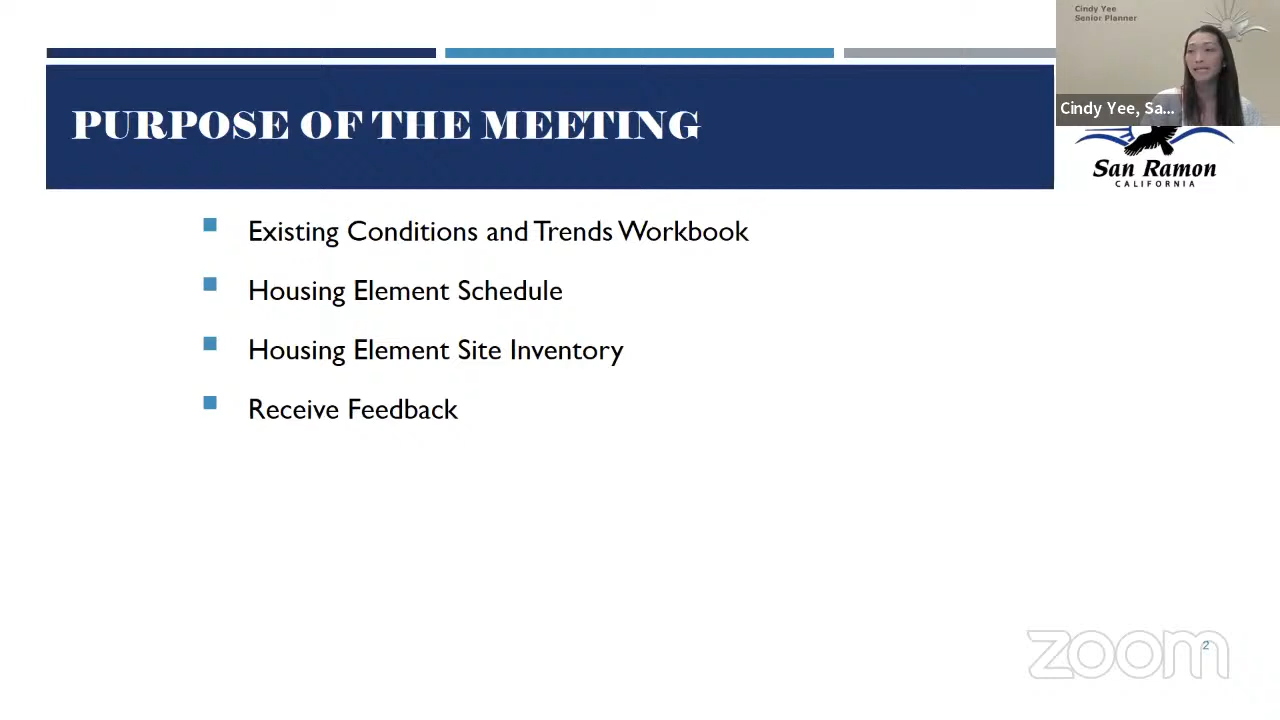 Cindy Yee
Senior Planner
Cindy Yee, Sa...
PURPOSE OF THE MEETING
San Ramon
CALIFORNIA
Existing Conditions and Trends Workbook
Housing Element Schedule
Housing Element Site Inventory
Receive Feedback
zoom
2